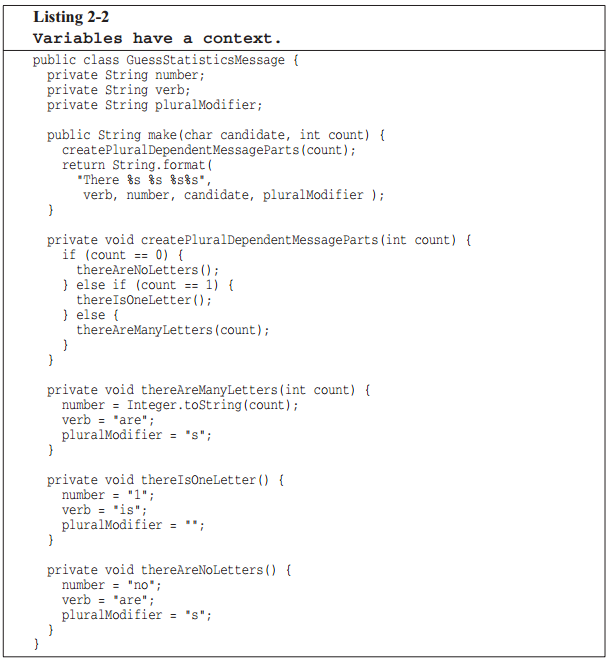 Listing 2-2
Variables have a context.
public class GuessStatisticsMessage {
  private String number;
  private String verb;
  private String pluralModifier;

  public String make(char candidate, int count) {
    createPluralDependentMessageParts(count);
    return String.format(
      "There %s %s %s%s",
       verb, number, candidate, pluralModifier );
  }

  private void createPluralDependentMessageParts(int count) {
    if (count == 0) {
      thereAreNoLetters();
    } else if (count == 1) {
      thereIsOneLetter();
    } else {
      thereAreManyLetters(count);
    }
  }

  private void thereAreManyLetters(int count) {
    number = Integer.toString(count);
    verb = "are";
    pluralModifier = "s";
  }

  private void thereIsOneLetter() {
    number = "1";
    verb = "is";
    pluralModifier = "";
  }

  private void thereAreNoLetters() {
    number = "no";
    verb = "are";
    pluralModifier = "s";
  }
}